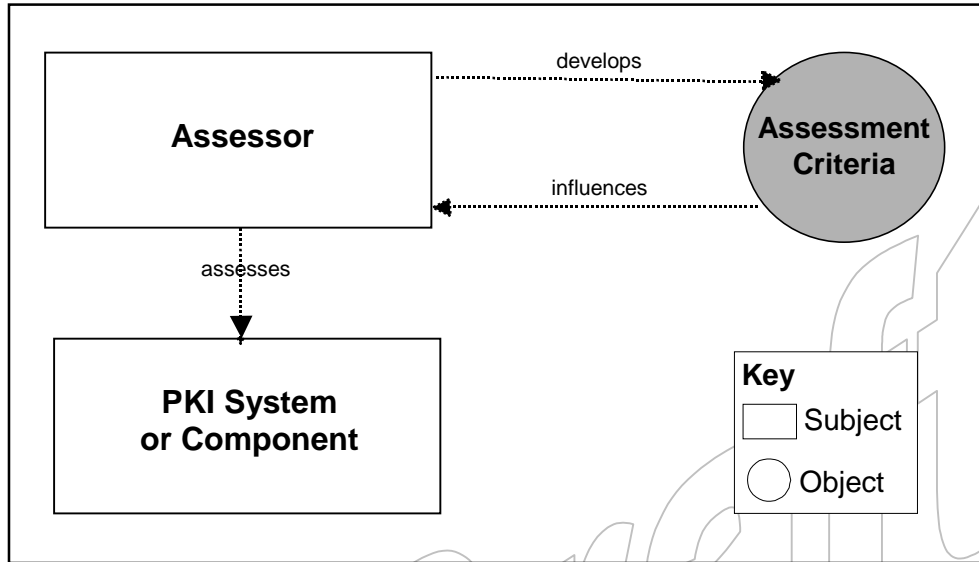 develops
Assessor
Assessment
Criteria
influences
assesses
PKI System
or Component
Key
Subject
Object